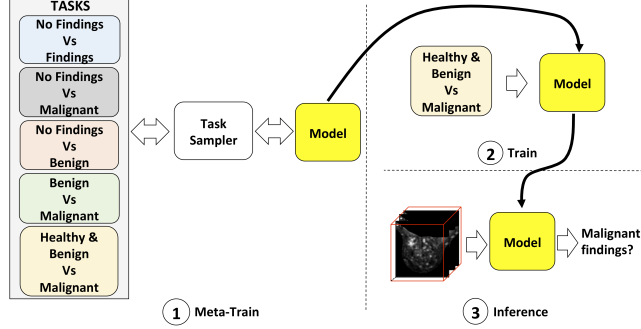 TASKS
No Findings
Vs
Findings
No Findings
Vs
Malignant
No Findings
Vs
Benign
Benign
Vs
Malignant
Healthy &
Benign
Vs
Malignant
Task
Sampler
Model
1 Meta-Train
Healthy &
Benign
Vs
Malignant
Model
2 Train
Model
Malignant
findings?
3 Inference